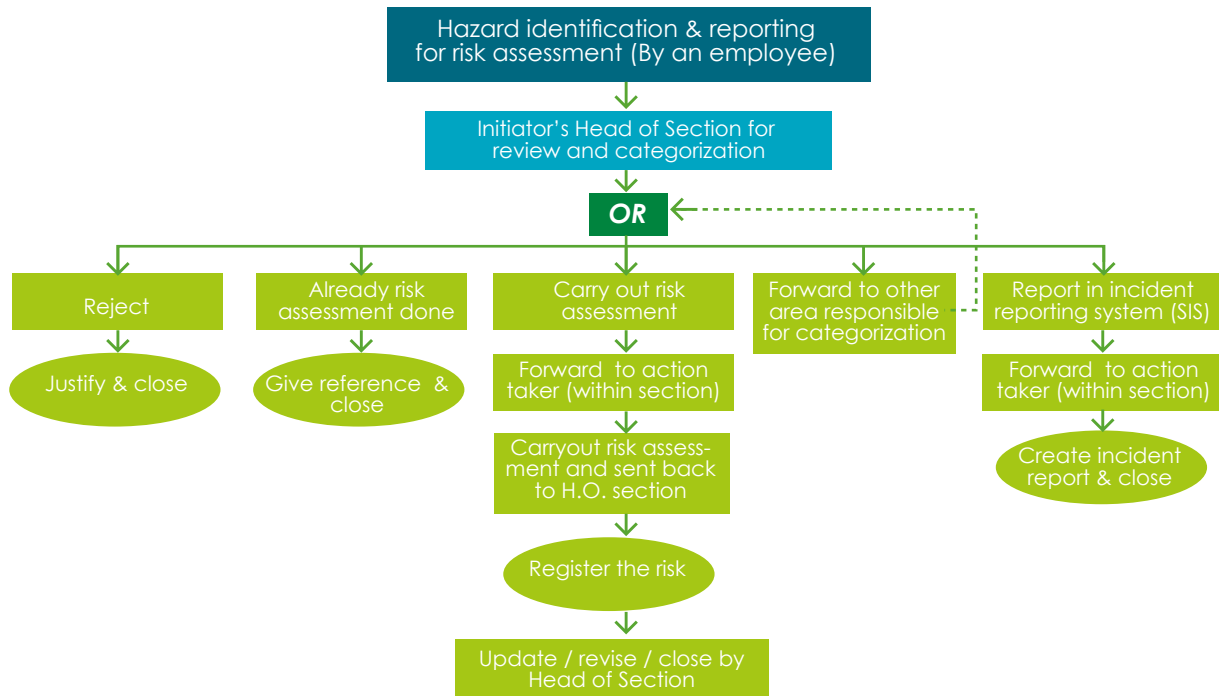 Hazard identification & reporting
for risk assessment (By an employee)
Initiator's Head of Section for
review and categorization
OR
Reject
Already risk
assessment done
Carry out risk
assessment
Forward to other
area responsible
for categorization
Report in incident
reporting system (SIS)
Justify & close
Give reference &
close
Forward to action
taker (within section)
Forward to action
taker (within section)
Carryout risk assess-
ment and sent back
to H.O. section
Create incident
report & close
Register the risk
Update / revise / close by
Head of Section